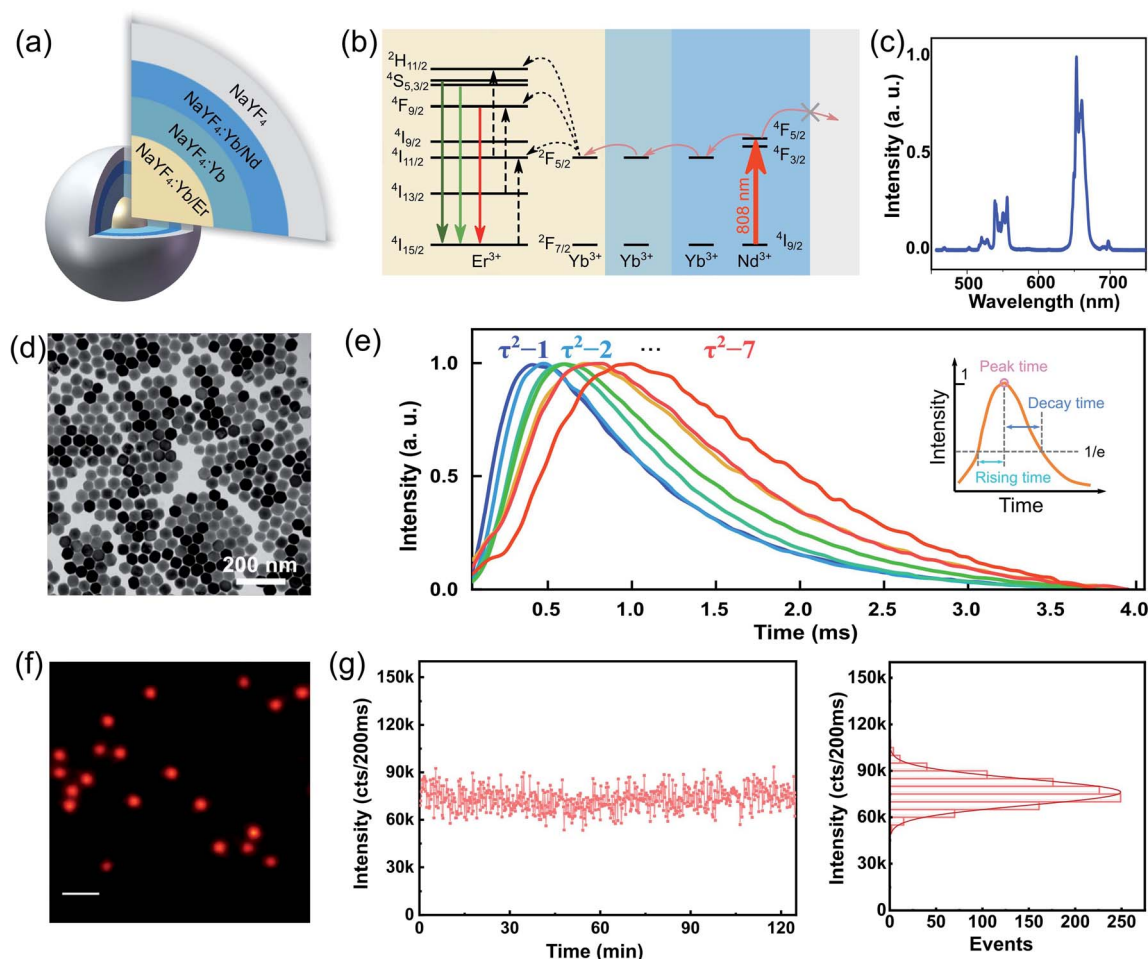 (a)
NaYF₄
NaYF₄:Yb/Nd
NaYF₄:Yb
NaYF₄:Yb/Er
(b)
²H₁₁/₂
⁴S₅,₃/₂
⁴F₉/₂
⁴I₉/₂
⁴I₁₁/₂
⁴I₁₃/₂
⁴I₁₅/₂
Er³⁺
²F₅/₂
²F₇/₂
Yb³⁺
Yb³⁺
Yb³⁺
Nd³⁺
⁴F₅/₂
⁴F₃/₂
⁴I₉/₂
808 nm
(c)
Intensity (a. u.)
1.0
0.0
500 600 700
Wavelength (nm)
(d)
200 nm
(e)
τ²−1 τ²−2 ... τ²−7
Intensity (a. u.)
1.0
0.5
0.0
0.5 1.0 1.5 2.0 2.5 3.0 3.5 4.0
Time (ms)
Intensity
1
Peak time
Decay time
1/e
Rising time
Time
(f)
(g)
Intensity (cts/200ms)
150k
120k
90k
60k
30k
0
0 30 60 90 120
Time (min)
Intensity (cts/200ms)
150k
120k
90k
60k
30k
0
0 50 100 150 200 250
Events